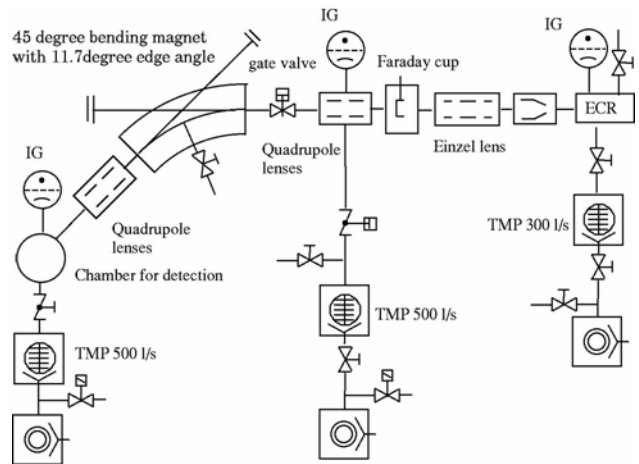 45 degree bending magnet
with 11.7degree edge angle
IG
IG
gate valve
Faraday cup
ECR
IG
Quadrupole
lenses
Einzel lens
Quadrupole
lenses
TMP 300 l/s
Chamber for detection
TMP 500 l/s
TMP 500 l/s